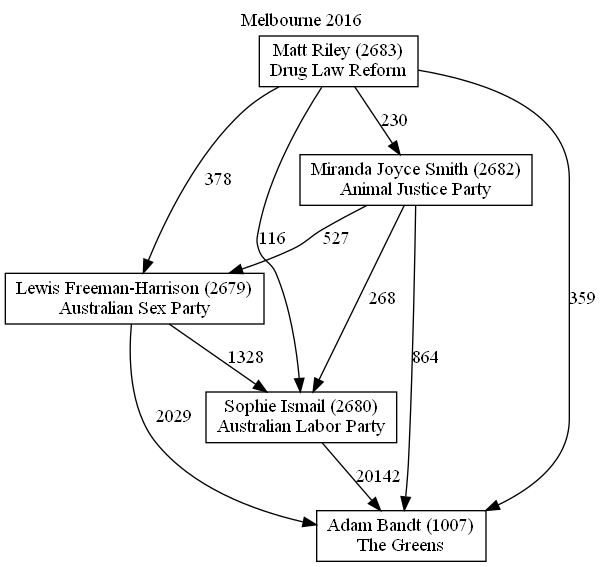 Melbourne 2016
Matt Riley (2683)
Drug Law Reform
230
Miranda Joyce Smith (2682)
Animal Justice Party
378
116
527
Lewis Freeman-Harrison (2679)
Australian Sex Party
268
359
1328
864
Sophie Ismail (2680)
Australian Labor Party
2029
20142
Adam Bandt (1007)
The Greens